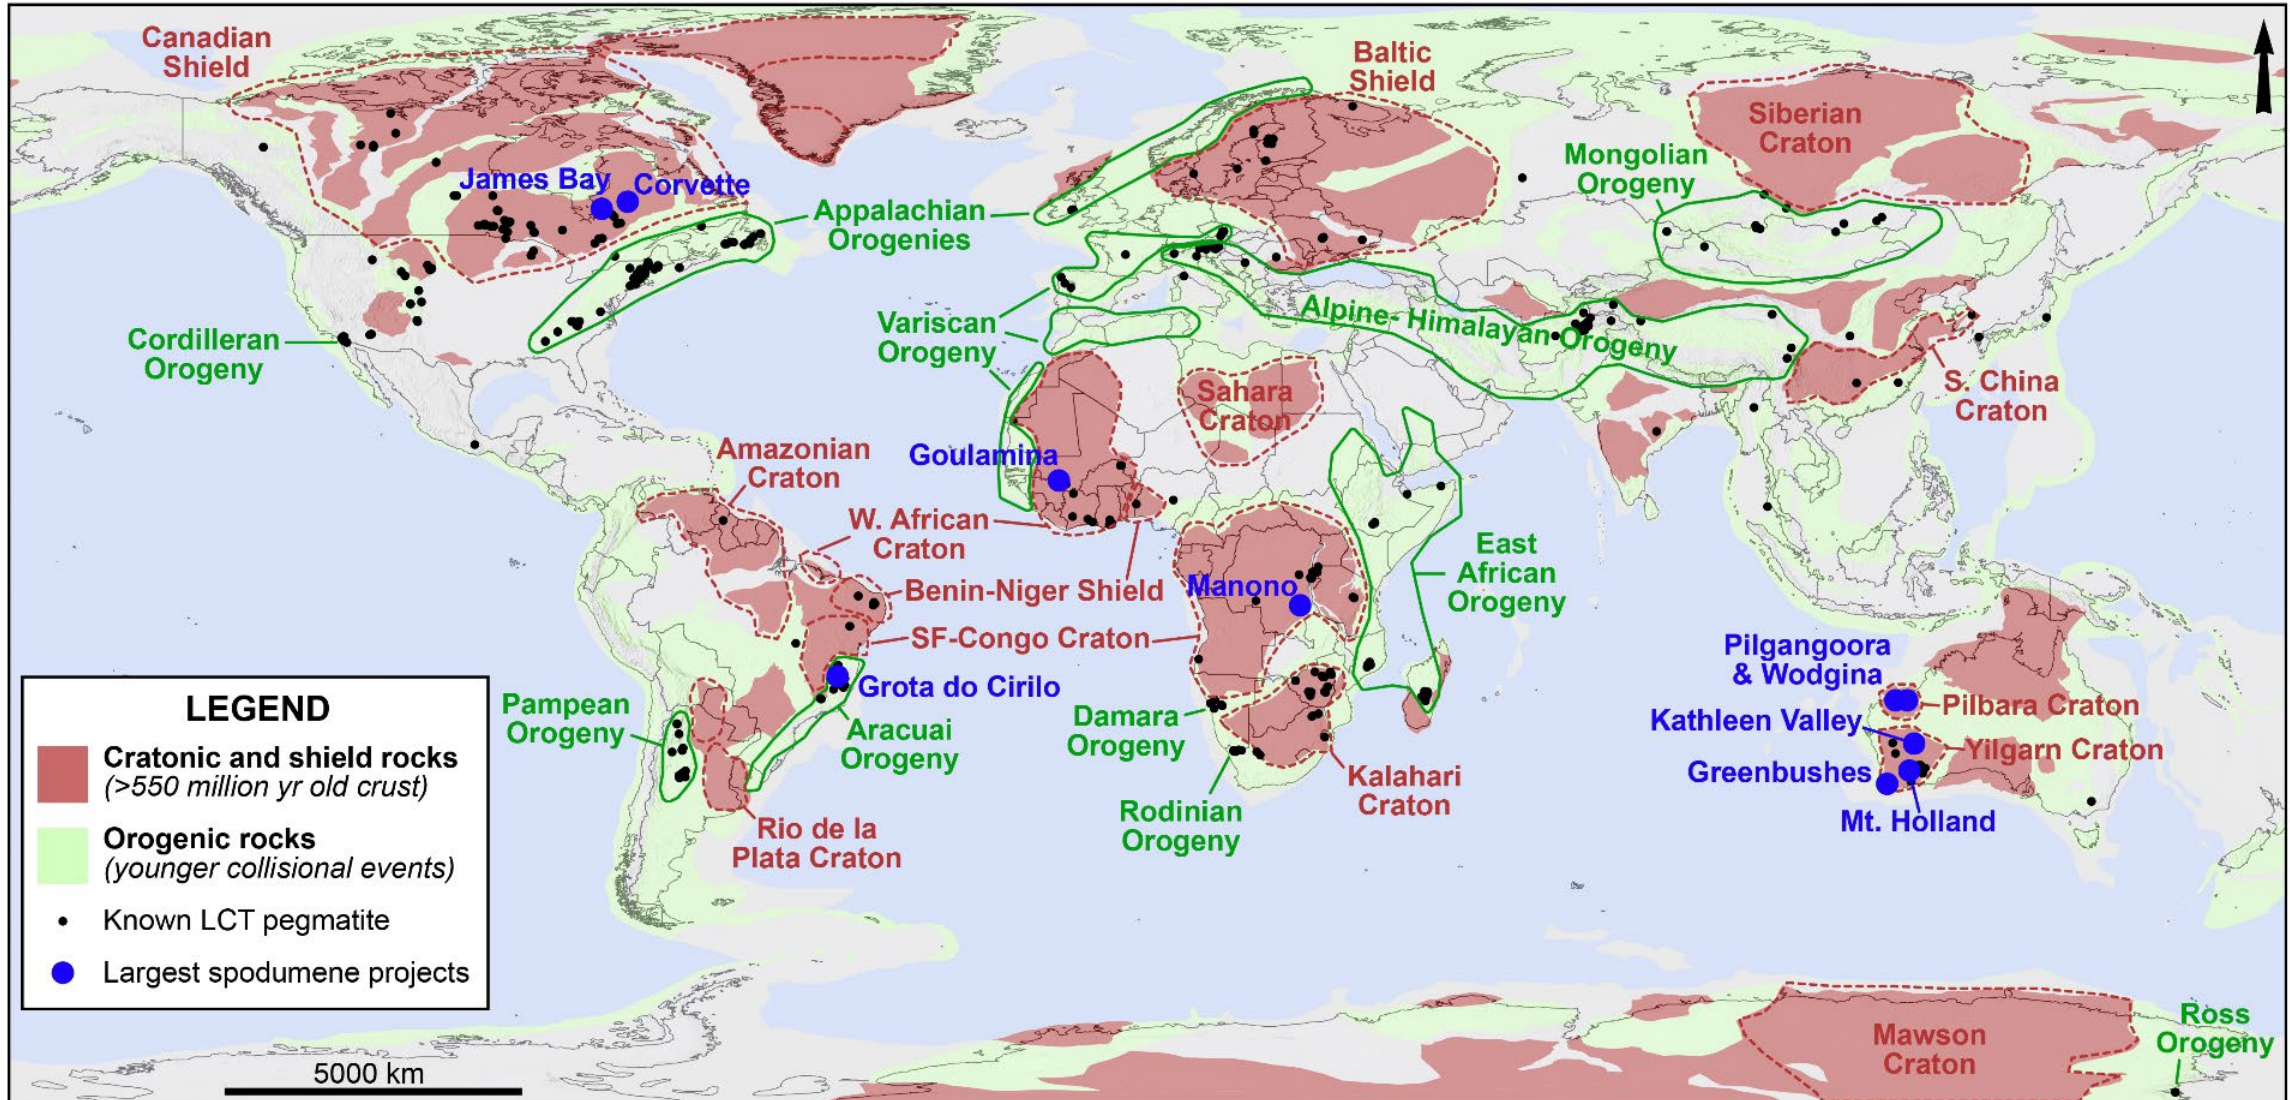 Canadian
Shield
Baltic
Shield
Siberian
Craton
Mongolian
Orogeny
James Bay
Corvette
Appalachian
Orogenies
Cordilleran
Orogeny
Variscan
Orogeny
Alpine- Himalayan Orogeny
Sahara
Craton
S. China
Craton
Amazonian
Craton
Goulamina
W. African
Craton
Benin-Niger Shield
East
African
Orogeny
Manono
SF-Congo Craton
Pilgangoora
& Wodgina
Grota do Cirilo
Pampean
Orogeny
Aracuai
Orogeny
Damara
Orogeny
Pilbara Craton
Kathleen Valley
Yilgarn Craton
Greenbushes
Kalahari
Craton
Mt. Holland
Rodinian
Orogeny
Rio de la
Plata Craton
LEGEND
Cratonic and shield rocks
(>550 million yr old crust)
Orogenic rocks
(younger collisional events)
Known LCT pegmatite
Largest spodumene projects
Mawson
Craton
Ross
Orogeny
5000 km